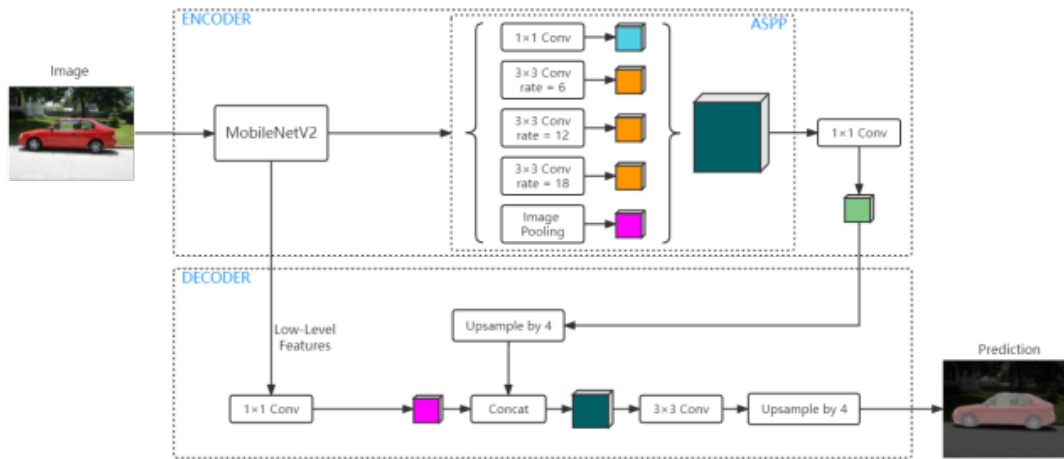 ENCODER
ASPP
Image
MobileNetV2
1×1 Conv
3×3 Conv
rate = 6
3×3 Conv
rate = 12
3×3 Conv
rate = 18
Image
Pooling
1×1 Conv
DECODER
Low-Level
Features
Upsample by 4
Prediction
1×1 Conv
Concat
3×3 Conv
Upsample by 4